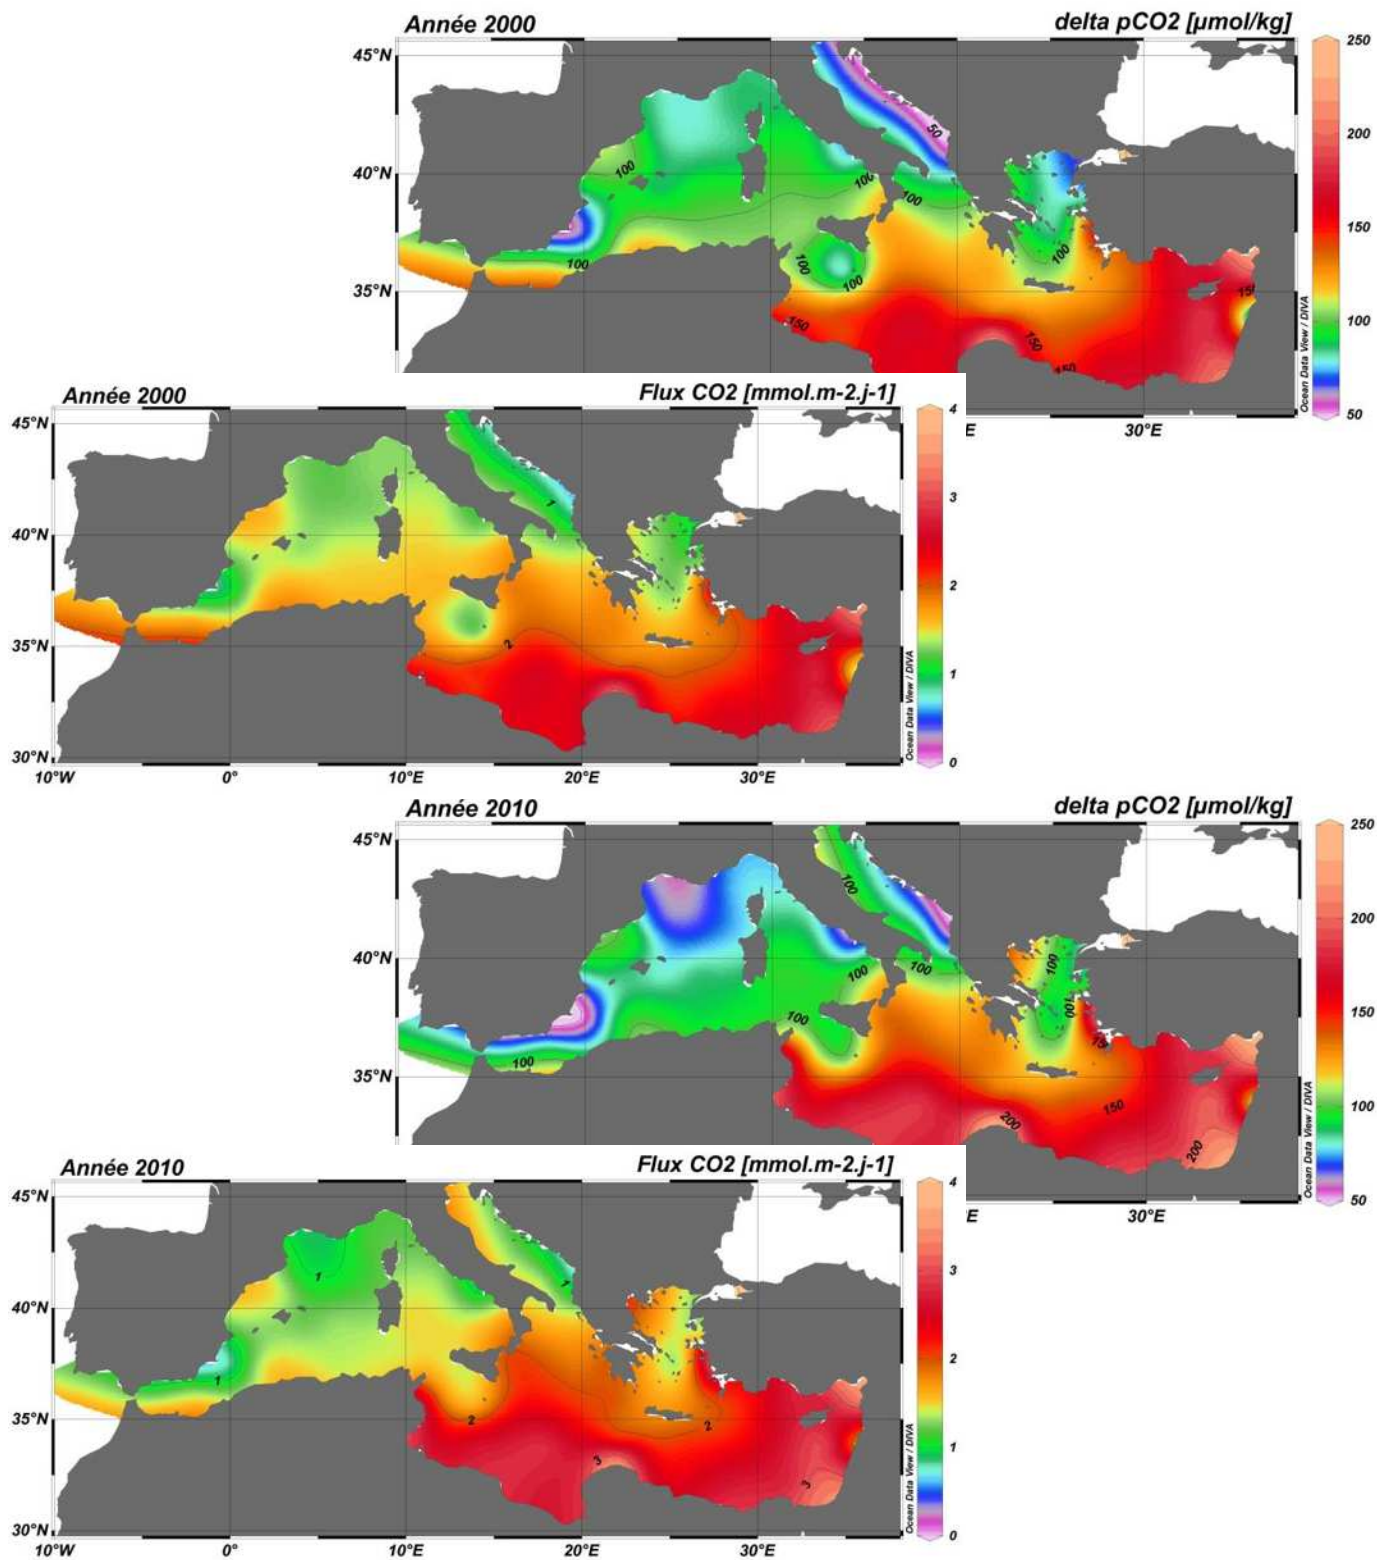 Année 2000 delta pCO2 [µmol/kg]
45°N
40°N
35°N
30°E
E
250
200
150
100
50
50
100
100
100
100
100
100
100
150
150
150
Ocean Data View / DIVA
Année 2000 Flux CO2 [mmol.m-2.j-1]
45°N
40°N
35°N
30°N
10°W 0° 10°E 20°E 30°E
4
3
2
1
0
1
2
Ocean Data View / DIVA
Année 2010 delta pCO2 [µmol/kg]
45°N
40°N
35°N
30°E
E
250
200
150
100
50
100
100
100
100
100
100
100
150
200
200
Ocean Data View / DIVA
Année 2010 Flux CO2 [mmol.m-2.j-1]
45°N
40°N
35°N
30°N
10°W 0° 10°E 20°E 30°E
4
3
2
1
0
1
1
1
2
2
3
3
Ocean Data View / DIVA